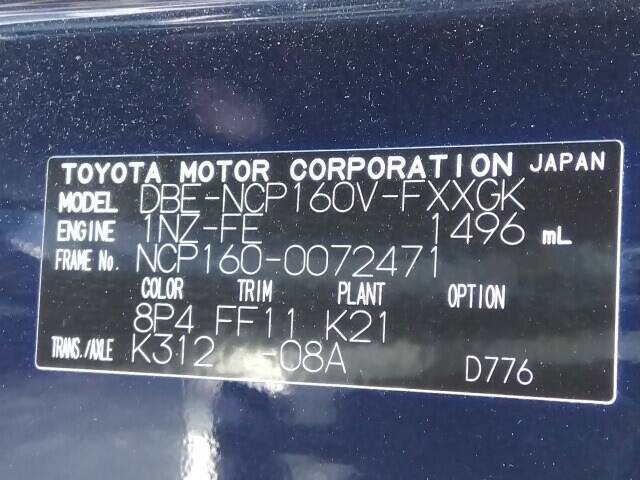 TOYOTA MOTOR CORPORATION JAPAN
MODEL DBE-NCP160V-FXXGK
ENGINE 1NZ-FE 1496 mL
FRAME No. NCP160-0072471
COLOR TRIM PLANT OPTION
8P4 FF11 K21
TRANS./AXLE K312 -08A
D776